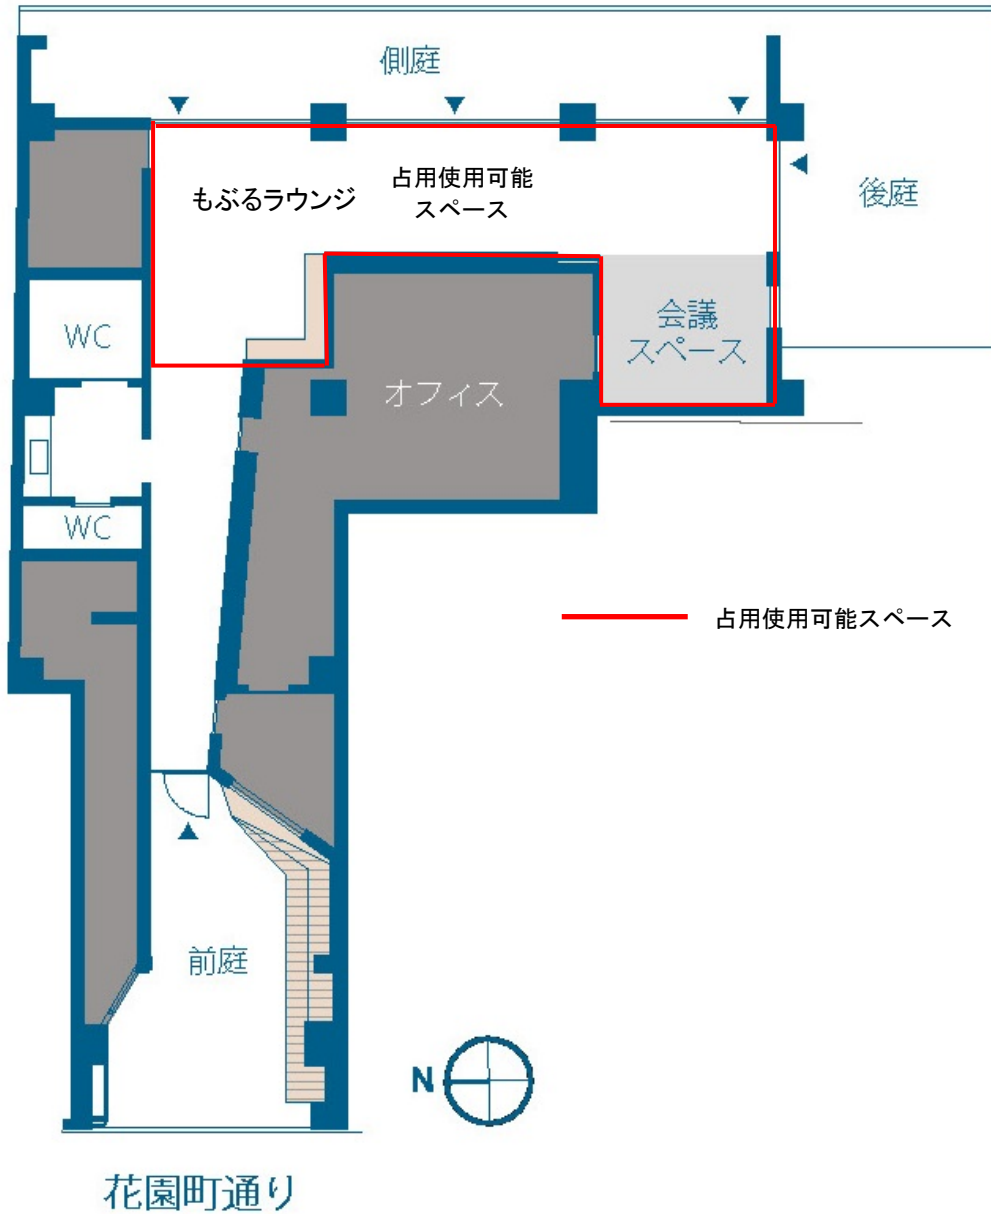 側庭
もぶるラウンジ
占用使用可能
スペース
後庭
WC
会議
スペース
オフィス
WC
占用使用可能スペース
前庭
N
花園町通り